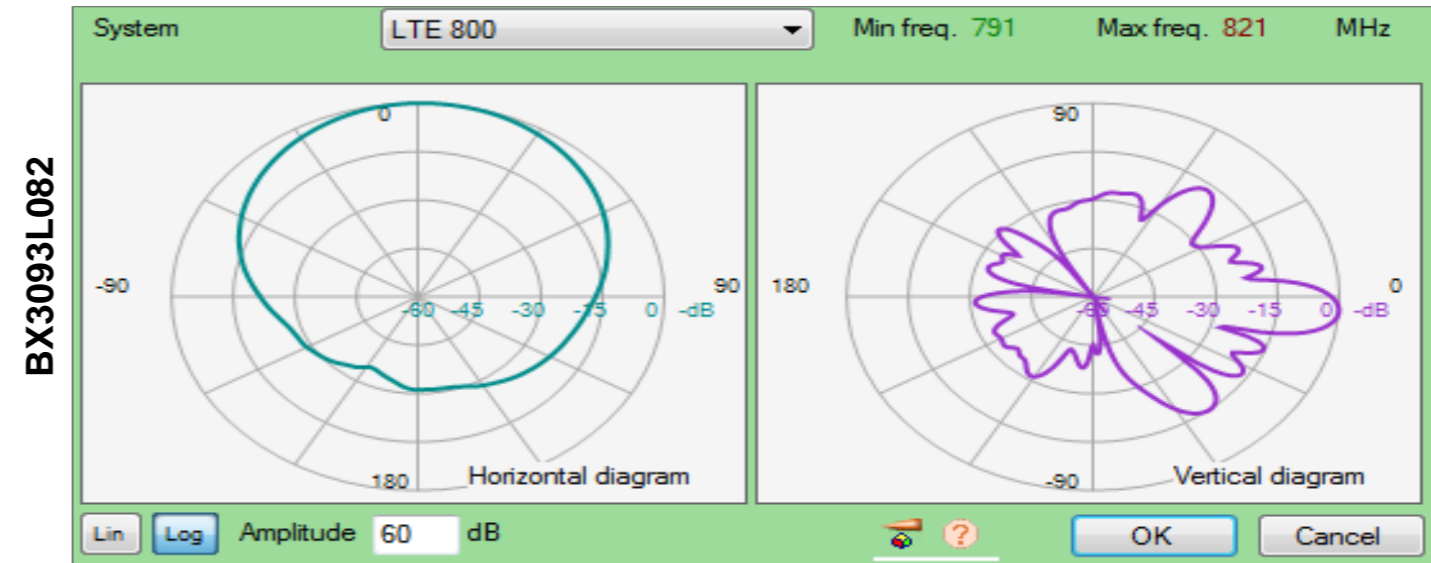 BX3093L082
System LTE 800 Min freq. 791 Max freq. 821 MHz
0
-90 90
-60 -45 -30 -15 0 -dB
180 Horizontal diagram
90
180 0
-60 -45 -30 -15 0 -dB
-90 Vertical diagram
Lin Log Amplitude 60 dB ? OK Cancel